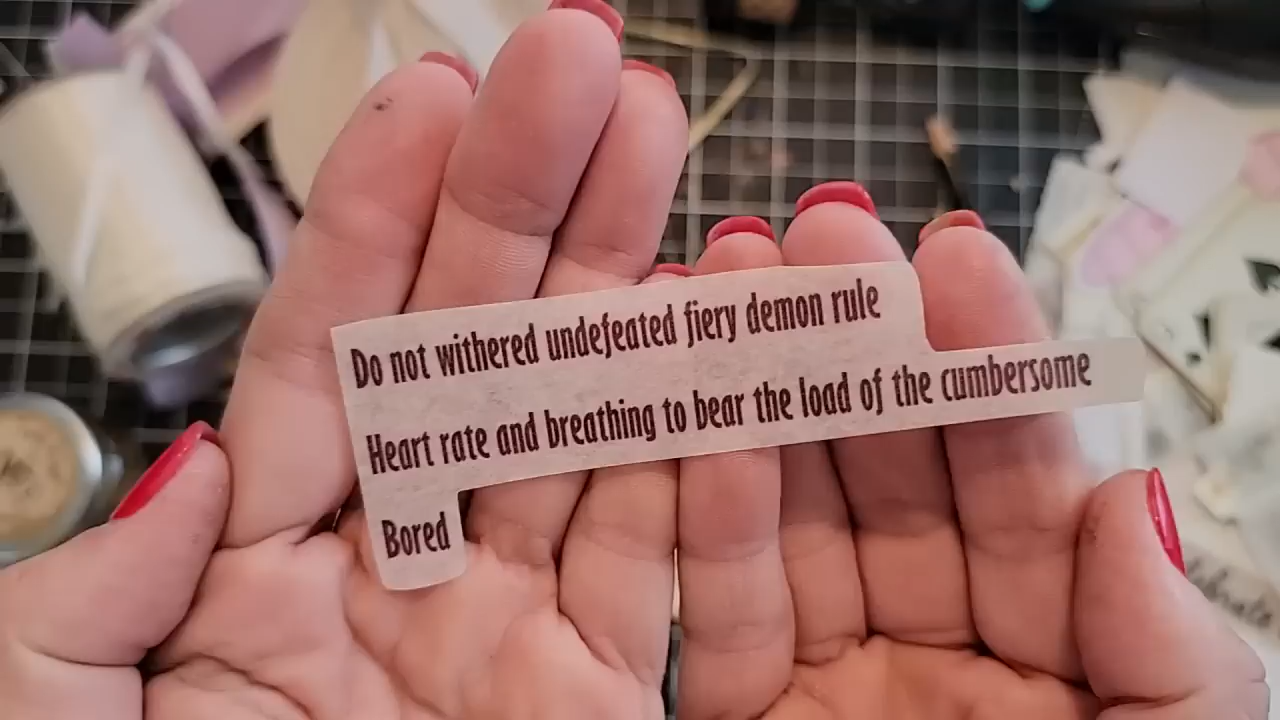 Do not withered undefeated fiery demon rule
Heart rate and breathing to bear the load of the cumbersome
Bored